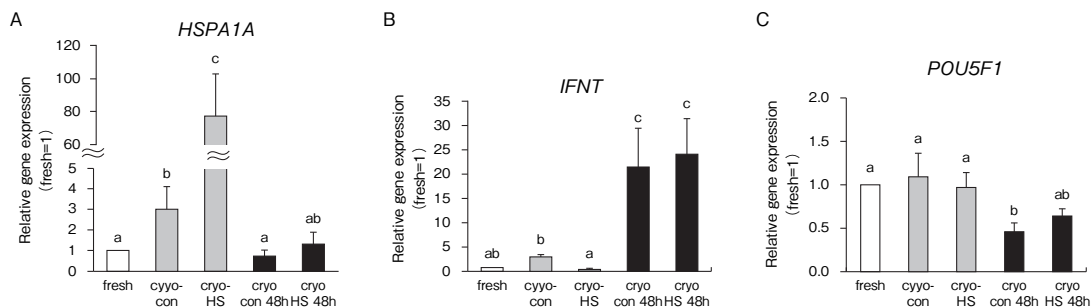 A
HSPA1A
Relative gene expression
(fresh=1)
120
100
80
60
5
4
3
2
1
0
a
b
c
a
ab
fresh
cyyo-
con
cryo-
HS
cryo
con 48h
cryo
HS 48h
B
IFNT
Relative gene expression
(fresh=1)
35
30
25
20
15
10
5
0
ab
b
a
c
c
fresh
cyyo-
con
cryo-
HS
cryo
con 48h
cryo
HS 48h
C
POU5F1
Relative gene expression
(fresh=1)
2.0
1.5
1.0
0.5
0.0
a
a
a
b
ab
fresh
cyyo-
con
cryo-
HS
cryo
con 48h
cryo
HS 48h